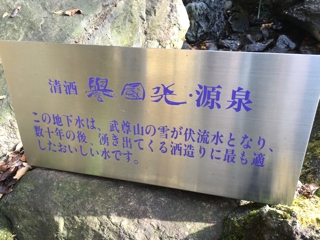 清酒 譽國光・源泉
この地下水は、武尊山の雪が伏流水となり、
数十年の後、湧き出てくる酒造りに最も適
したおいしい水です。